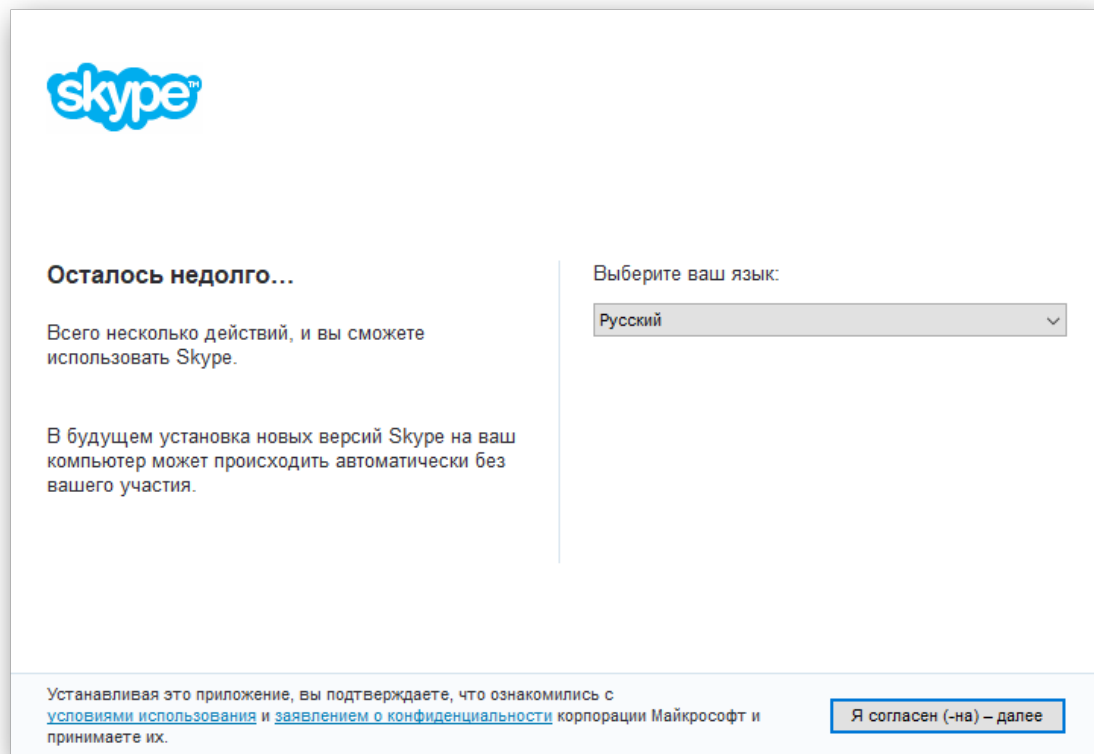 skype™
Осталось недолго...
Всего несколько действий, и вы сможете
использовать Skype.
В будущем установка новых версий Skype на ваш
компьютер может происходить автоматически без
вашего участия.
Выберите ваш язык:
Русский
Устанавливая это приложение, вы подтверждаете, что ознакомились с
условиями использования и заявлением о конфиденциальности корпорации Майкрософт и
принимаете их.
Я согласен (-на) – далее